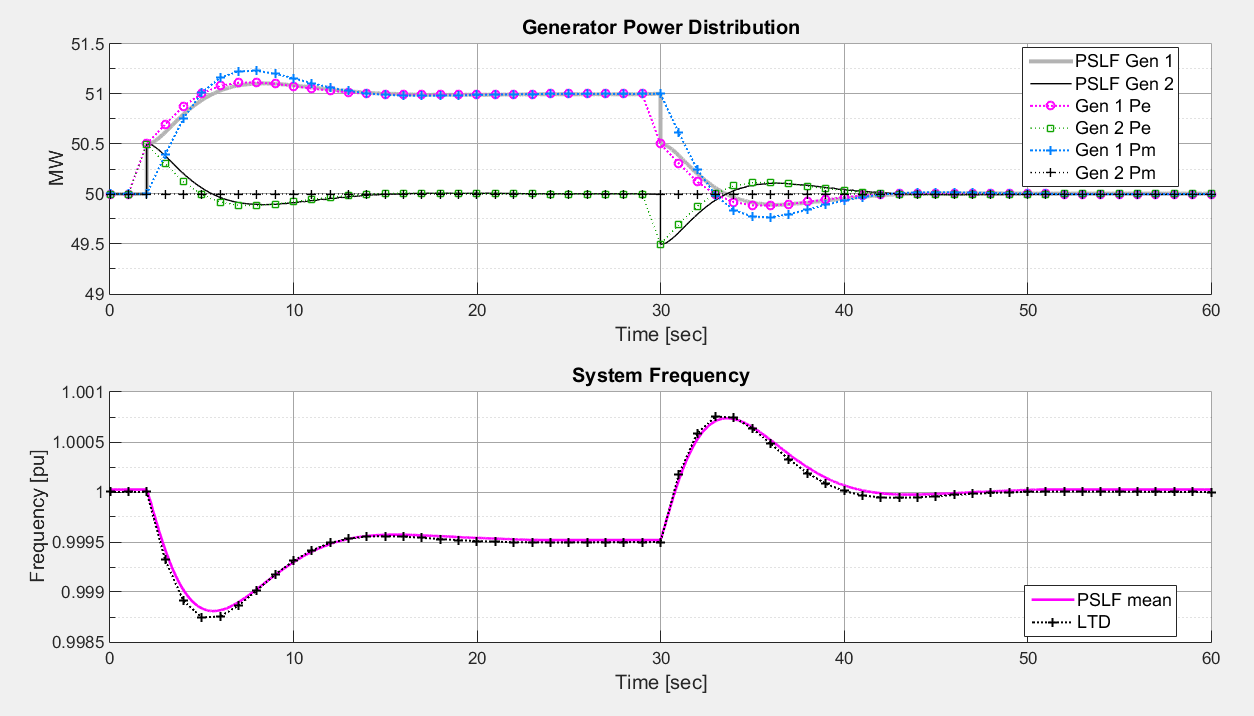 Generator Power Distribution
51.5
51
50.5
50
49.5
49
MW
0 10 20 30 40 50 60
Time [sec]
PSLF Gen 1
PSLF Gen 2
Gen 1 Pe
Gen 2 Pe
Gen 1 Pm
Gen 2 Pm
System Frequency
1.001
1.0005
1
0.9995
0.999
0.9985
Frequency [pu]
0 10 20 30 40 50 60
Time [sec]
PSLF mean
LTD